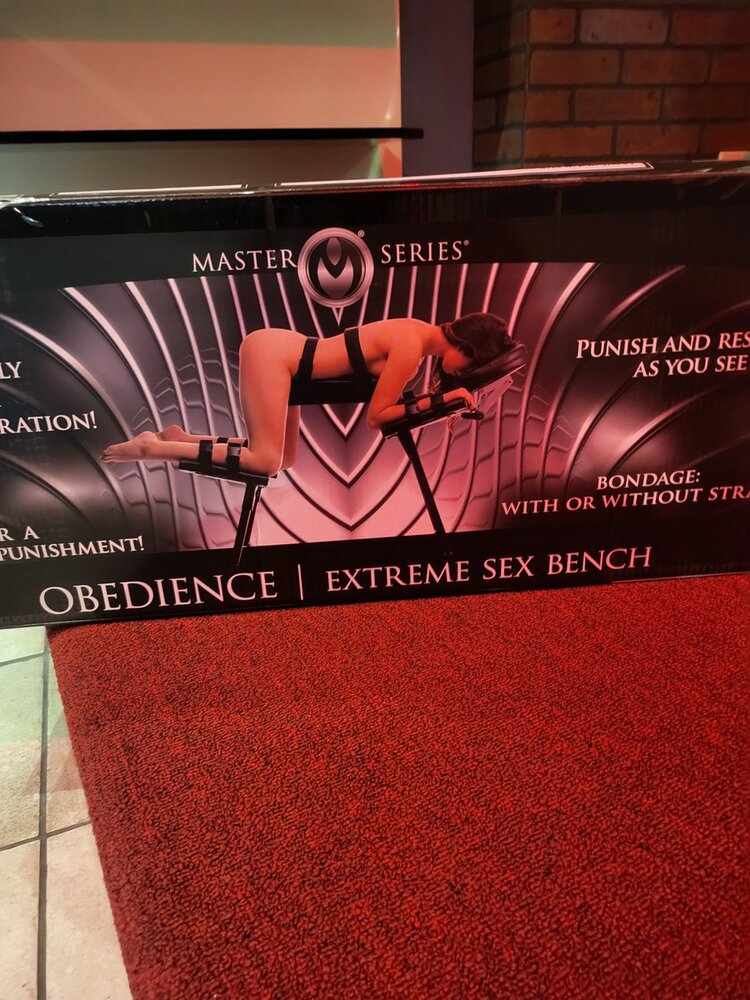 MASTER SERIES®
LY
RATION!
R A
PUNISHMENT!
PUNISH AND RES
AS YOU SEE
BONDAGE:
WITH OR WITHOUT STRA
OBEDIENCE | EXTREME SEX BENCH